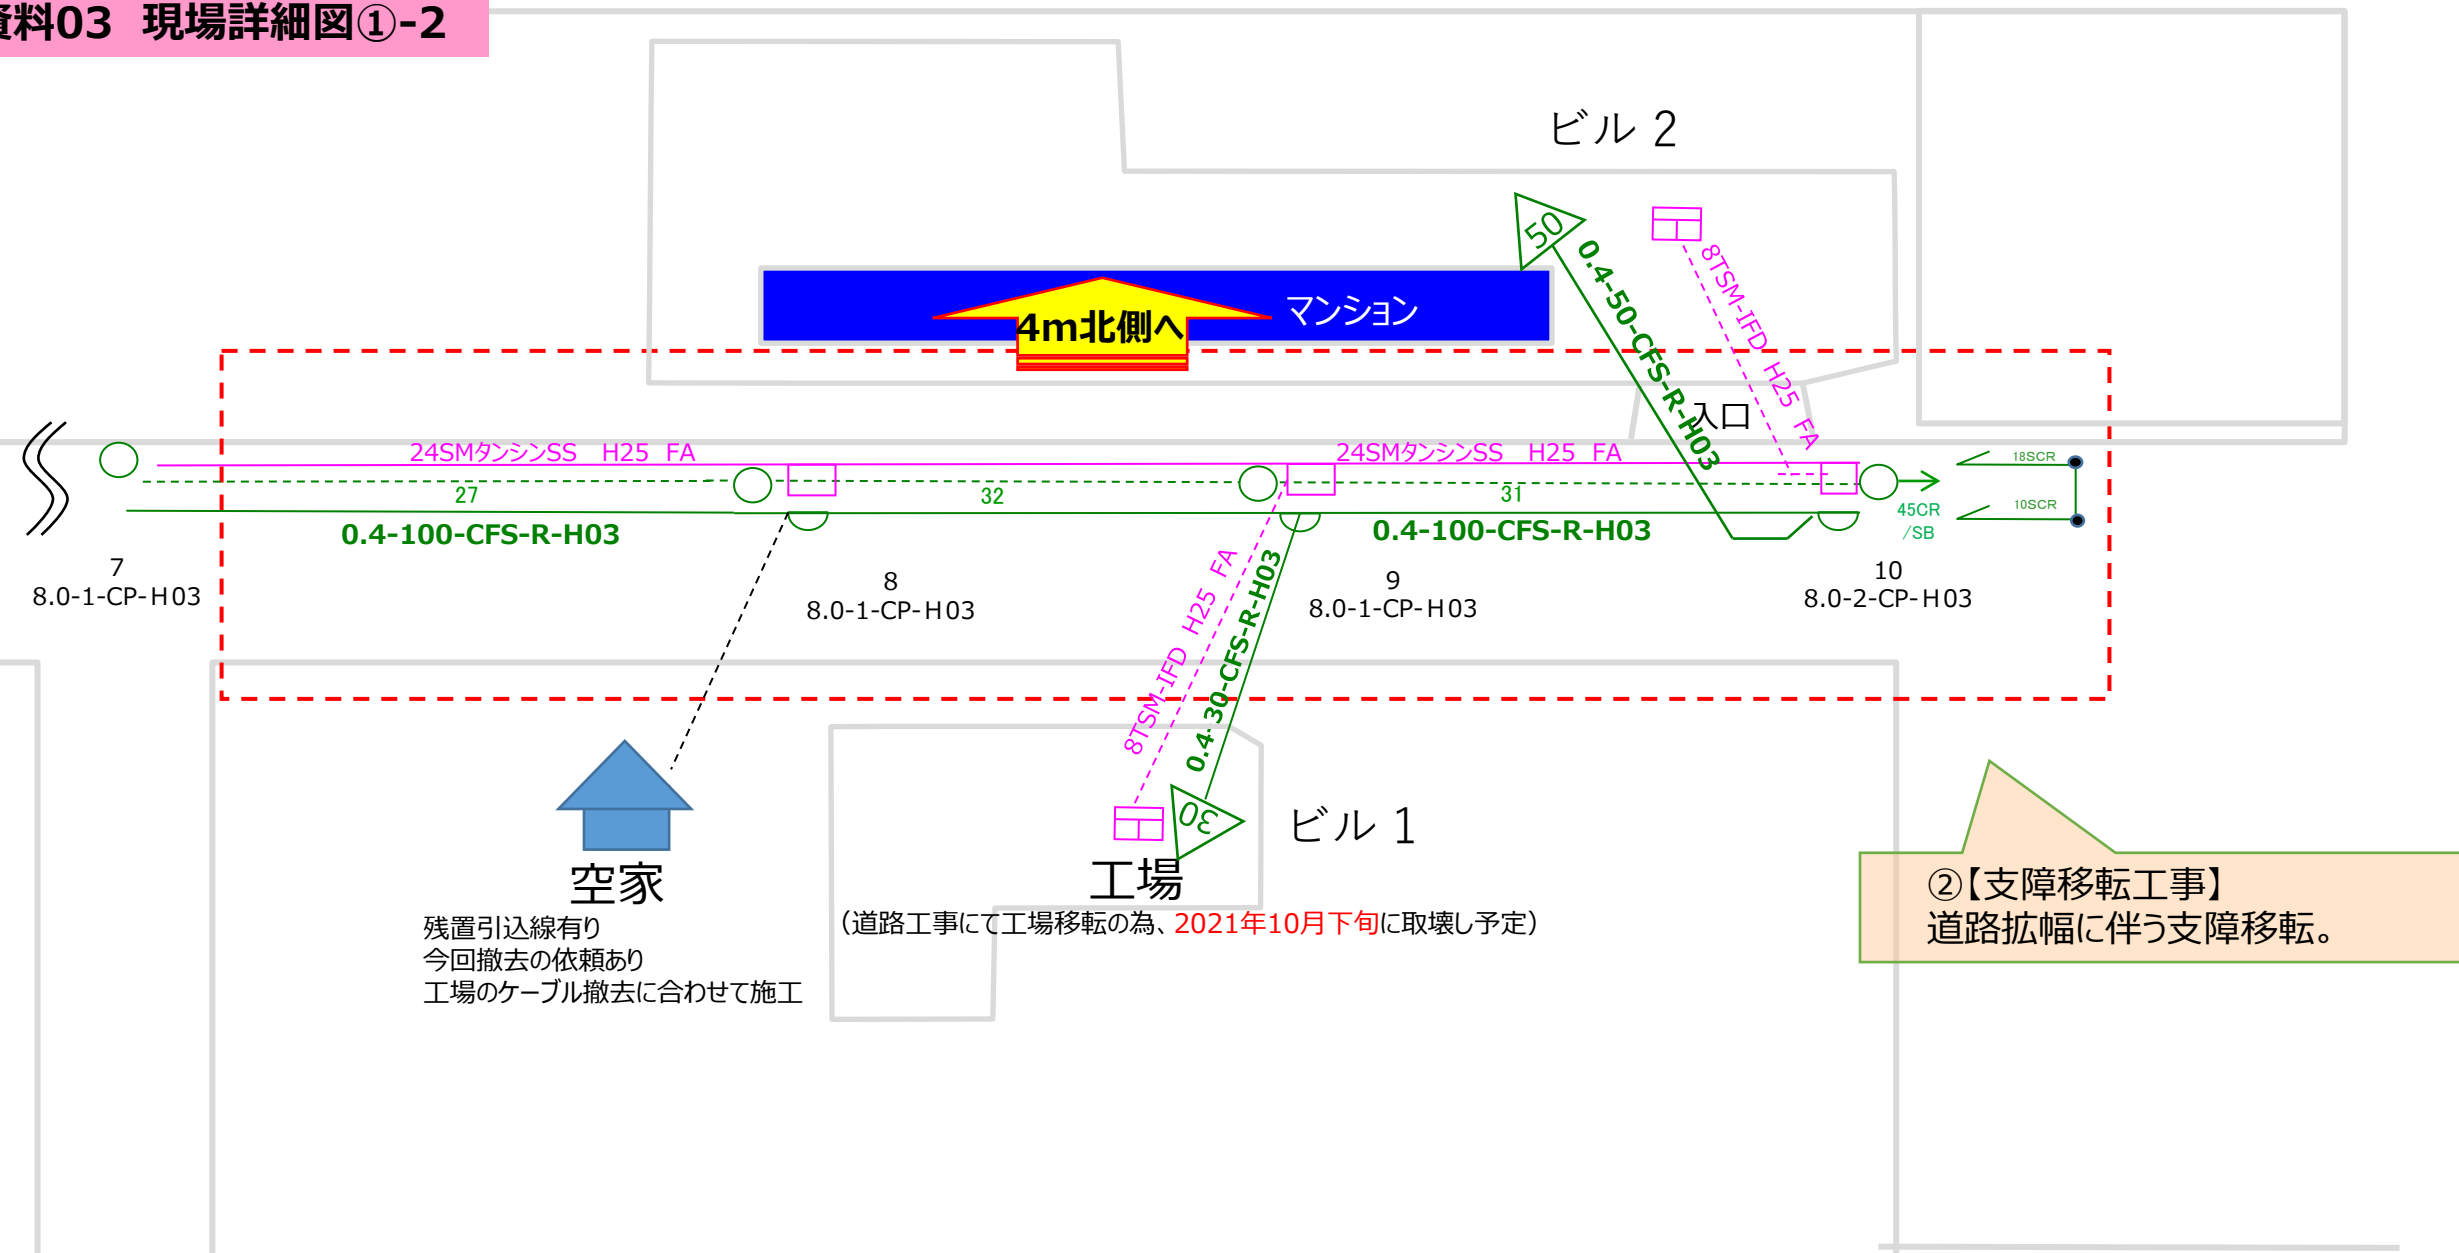 資料03 現場詳細図①-2
ビル 2
マンション
4m北側へ
50
0.4-50-CFS-R-H03
8TSM-IFD H25 FA
入口
24SMタンシンSS H25 FA
24SMタンシンSS H25 FA
27
32
31
0.4-100-CFS-R-H03
0.4-100-CFS-R-H03
18SCR
10SCR
45CR
/SB
7
8.0-1-CP-H03
8
8.0-1-CP-H03
9
8.0-1-CP-H03
10
8.0-2-CP-H03
8TSM-IFD H25 FA
0.4-30-CFS-R-H03
30
ビル 1
空家
残置引込線有り
今回撤去の依頼あり
工場のケーブル撤去に合わせて施工
工場
(道路工事にて工場移転の為、2021年10月下旬に取壊し予定)
②【支障移転工事】
道路拡幅に伴う支障移転。